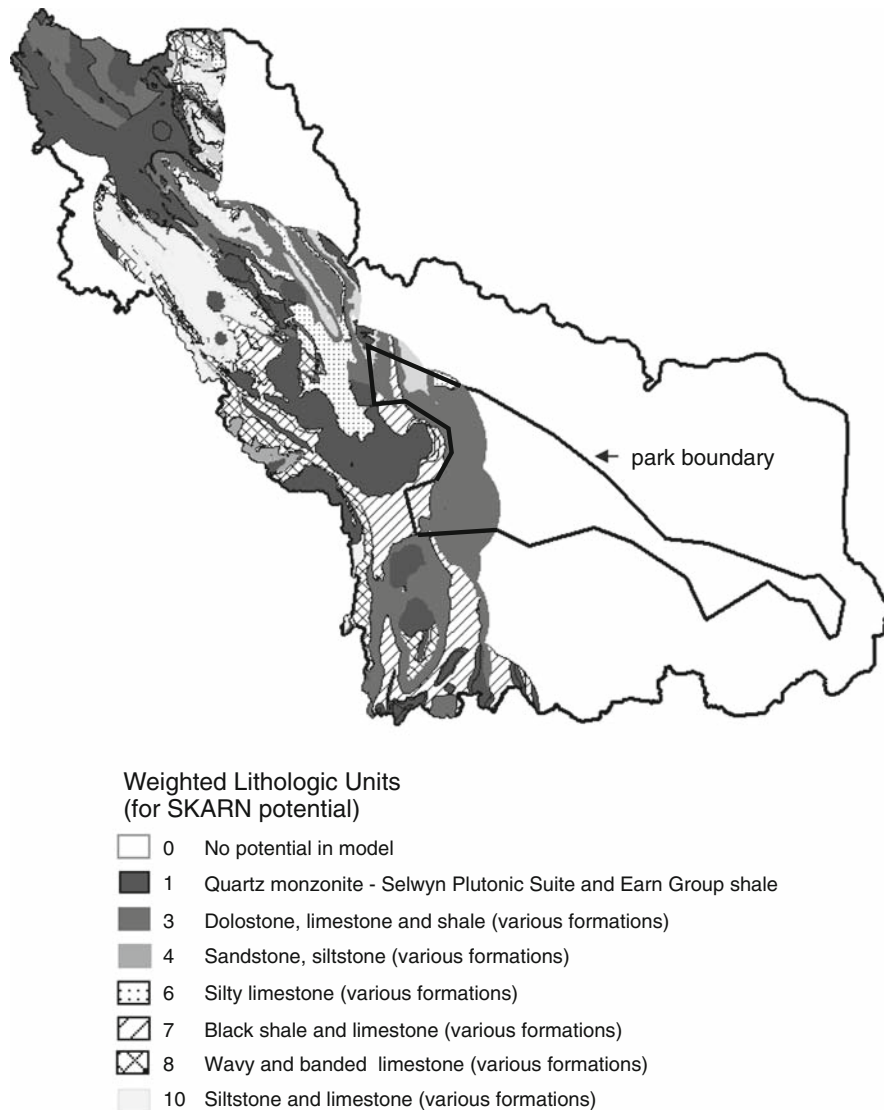 park boundary
Weighted Lithologic Units
(for SKARN potential)
0 No potential in model
1 Quartz monzonite - Selwyn Plutonic Suite and Earn Group shale
3 Dolostone, limestone and shale (various formations)
4 Sandstone, siltstone (various formations)
6 Silty limestone (various formations)
7 Black shale and limestone (various formations)
8 Wavy and banded limestone (various formations)
10 Siltstone and limestone (various formations)